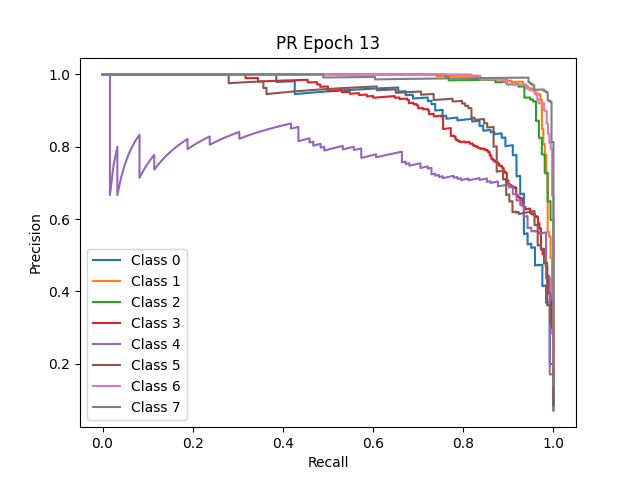 PR Epoch 13
1.0
0.8
0.6
0.4
0.2
Precision
Class 0
Class 1
Class 2
Class 3
Class 4
Class 5
Class 6
Class 7
0.0 0.2 0.4 0.6 0.8 1.0
Recall